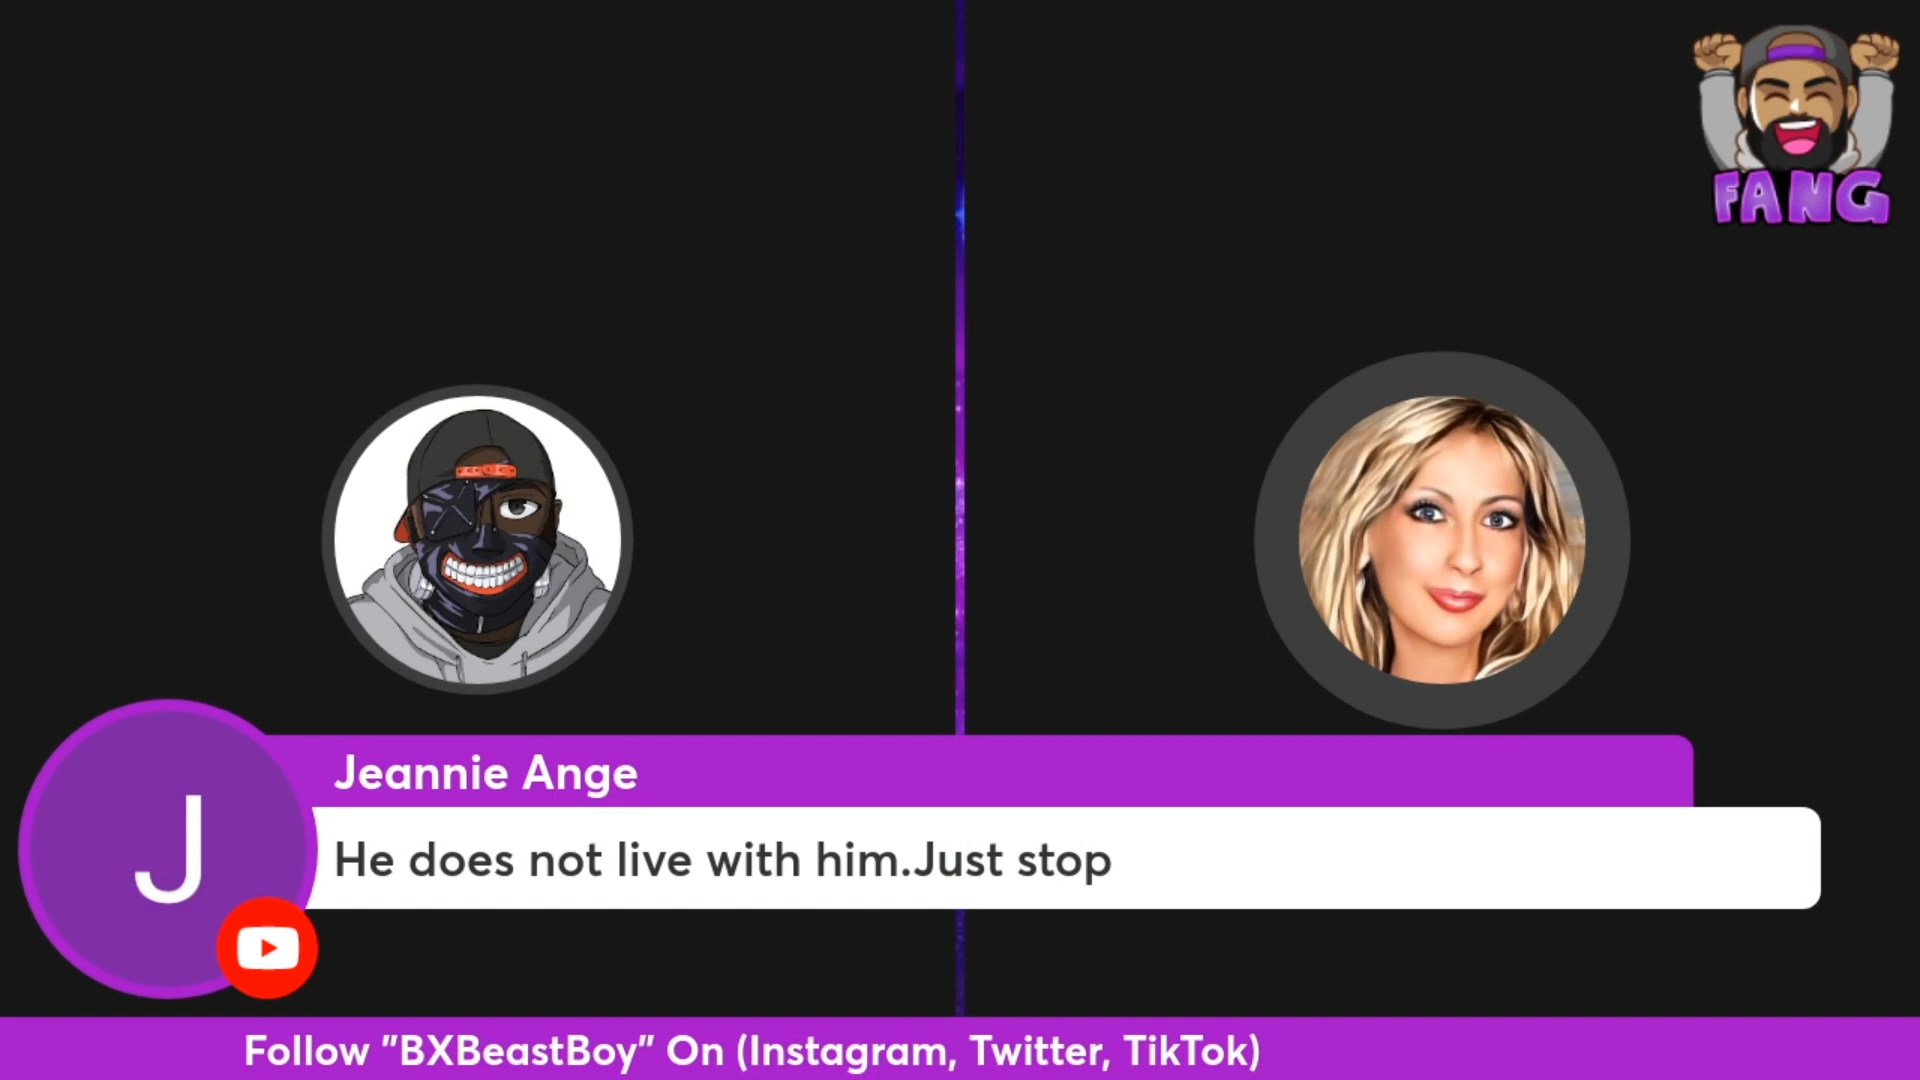 FANG
J
Jeannie Ange
He does not live with him.Just stop
Follow "BXBeastBoy" On (Instagram, Twitter, TikTok)